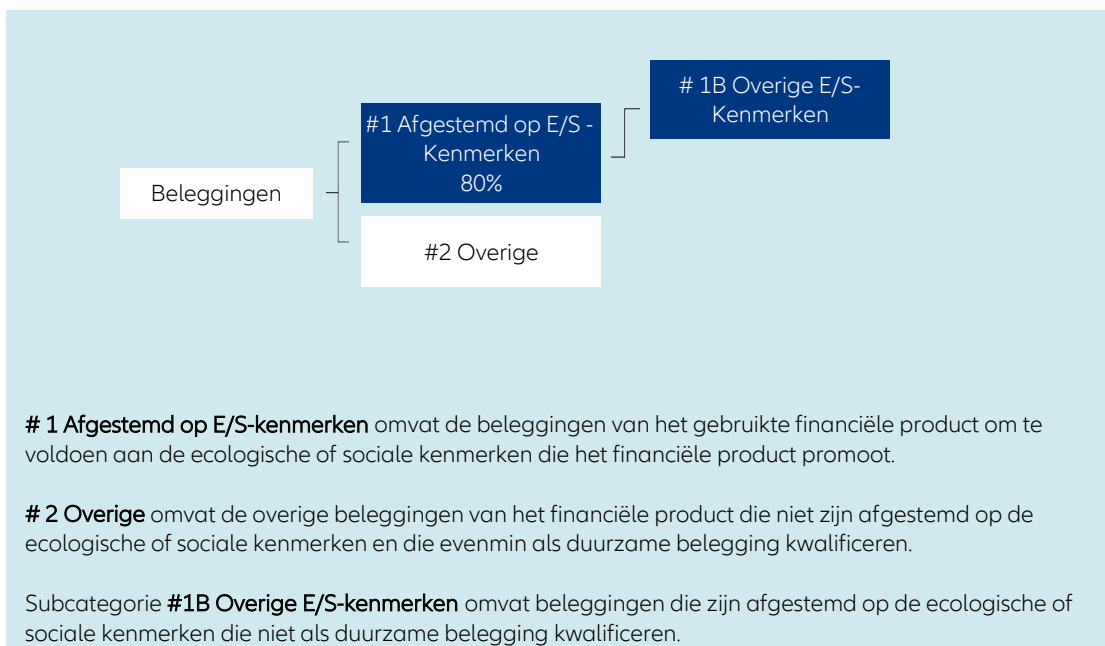 # 1B Overige E/S-
Kenmerken
#1 Afgestemd op E/S -
Kenmerken
80%
Beleggingen
#2 Overige
# 1 Afgestemd op E/S-kenmerken omvat de beleggingen van het gebruikte financiële product om te
voldoen aan de ecologische of sociale kenmerken die het financiële product promoot.
# 2 Overige omvat de overige beleggingen van het financiële product die niet zijn afgestemd op de
ecologische of sociale kenmerken en die evenmin als duurzame belegging kwalificeren.
Subcategorie #1B Overige E/S-kenmerken omvat beleggingen die zijn afgestemd op de ecologische of
sociale kenmerken die niet als duurzame belegging kwalificeren.